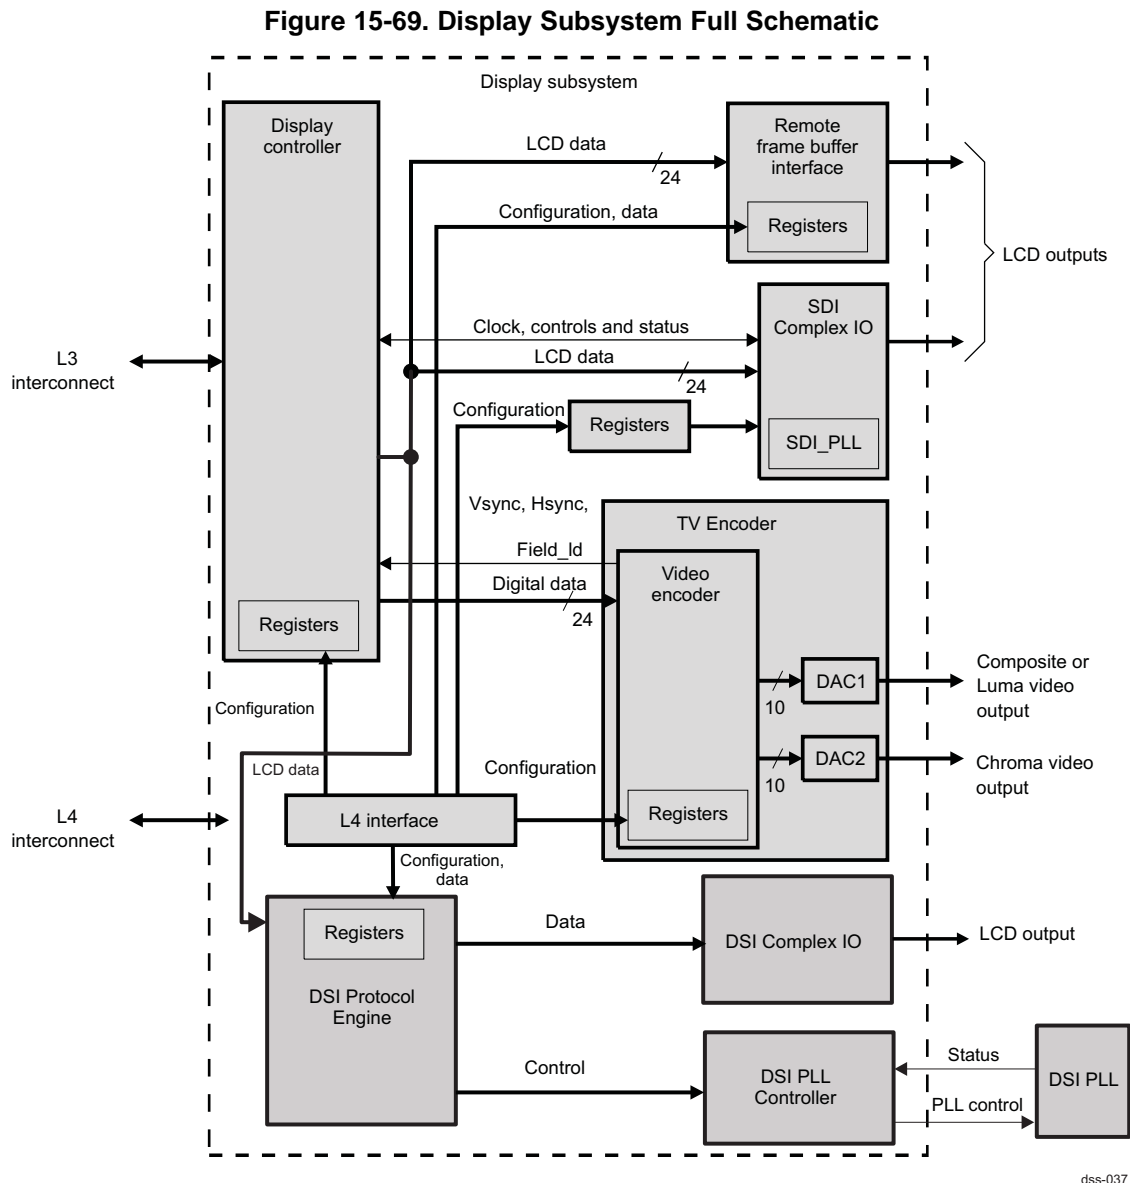 Figure 15-69. Display Subsystem Full Schematic
Display subsystem
Display
controller
LCD data
24
Remote
frame buffer
interface
Configuration, data
Registers
LCD outputs
SDI
Complex IO
Clock, controls and status
L3
interconnect
LCD data
24
Configuration
Registers
SDI_PLL
Vsync, Hsync,
TV Encoder
Field_ld
Video
encoder
Digital data
24
Registers
Composite or
Luma video
output
DAC1
10
Configuration
DAC2
Chroma video
output
10
LCD data
Configuration
L4
interconnect
L4 interface
Registers
Configuration,
data
Registers
Data
DSI Complex IO
LCD output
DSI Protocol
Engine
Control
DSI PLL
Controller
Status
DSI PLL
PLL control
dss-037